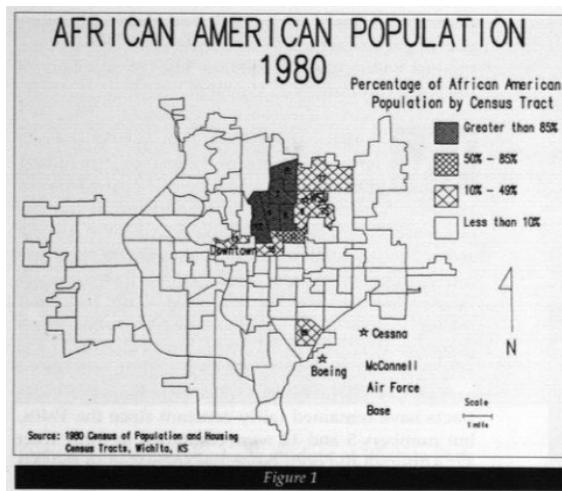 AFRICAN AMERICAN POPULATION
1980
Percentage of African American
Population by Census Tract
Greater than 85%
50% - 85%
10% - 49%
Less than 10%
Downtown
Cessna
Boeing
McConnell
Air Force
Base
N
Scale
1 mile
Source: 1980 Census of Population and Housing
Census Tracts, Wichita, KS
Figure 1